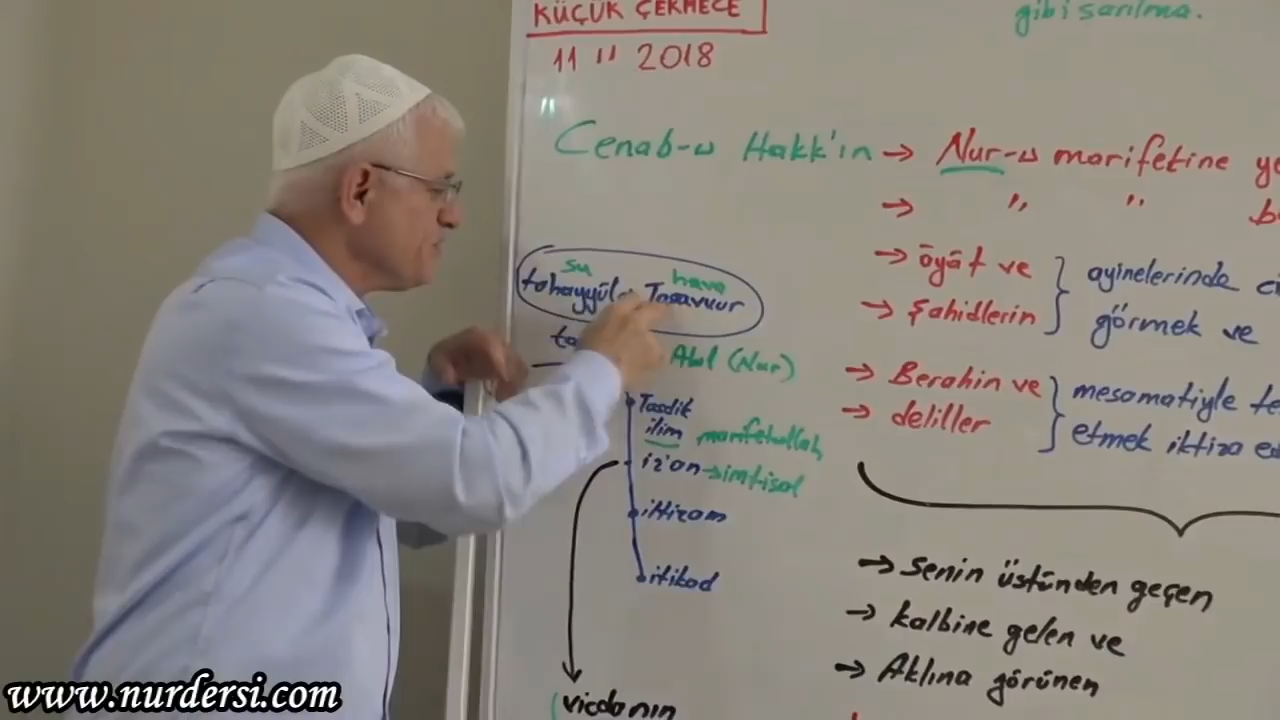 KÜÇÜK ÇEKMECE
11 11 2018
gibi sarılma.
Cenab-ı Hakk'ın → Nur-u marifetine
→ " "
→ âyât ve
→ Şahidlerin
ayinelerinde
görmek ve
su hava
tahayyül Tasavvur
Akıl (Nur)
→ Berahin ve
→ deliller
mesamatiyle
etmek iktiza
Tasdik
ilim marifetullah
iz'an → imtisal
iltizam
itikad
→ Senin üstünden geçen
→ kalbine gelen ve
→ Aklına görünen
(vicdanın
www.nurdersi.com